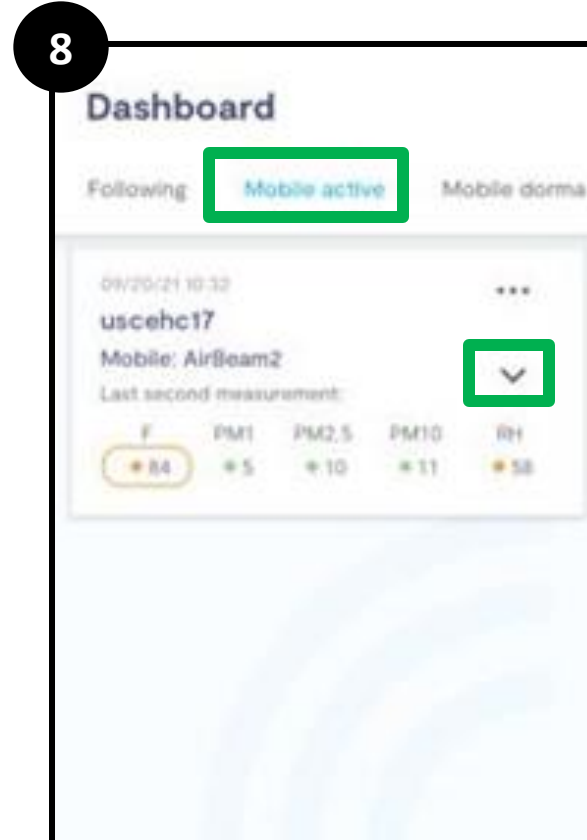 8
Dashboard
Following Mobile active Mobile dorma
09/20/21 10:32
uscehc17
Mobile: AirBeam2
Last second measurement:
F PM1 PM2.5 PM10 RH
84 5 10 11 58